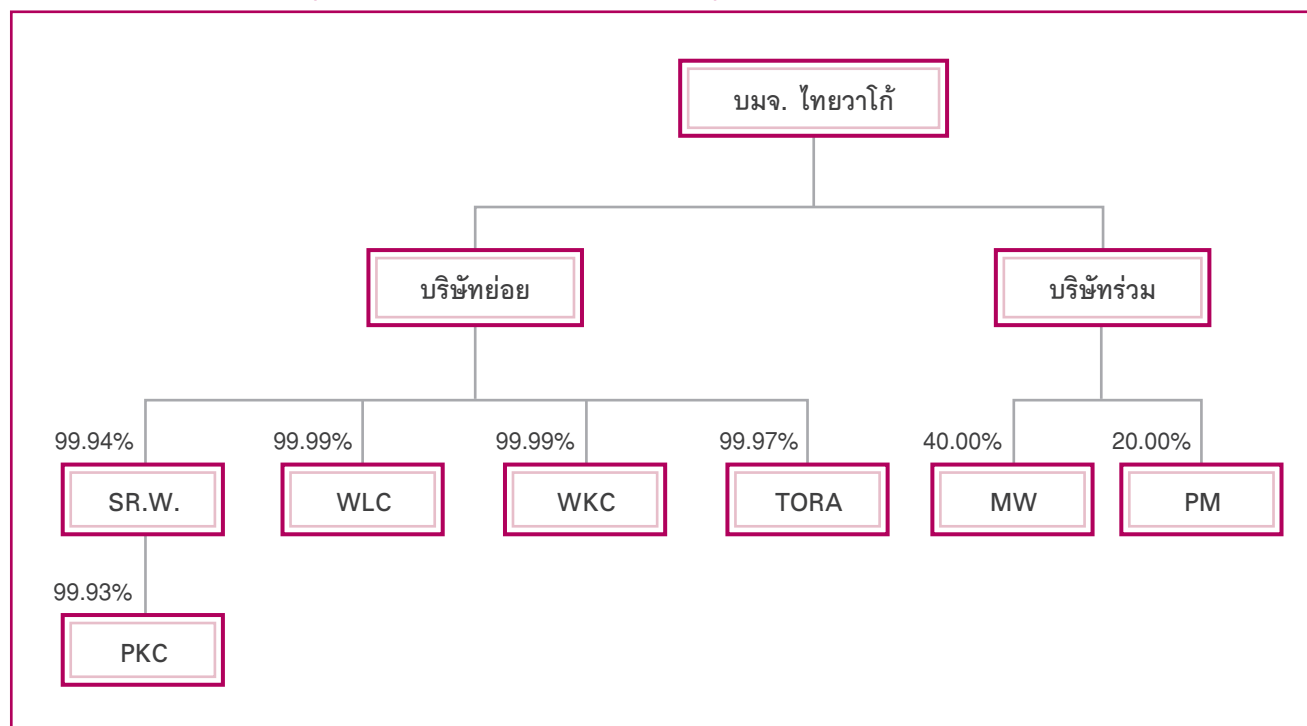 บมจ. ไทยวาโก้
บริษัทย่อย
บริษัทร่วม
99.94%
99.99%
99.99%
99.97%
40.00%
20.00%
SR.W.
WLC
WKC
TORA
MW
PM
99.93%
PKC